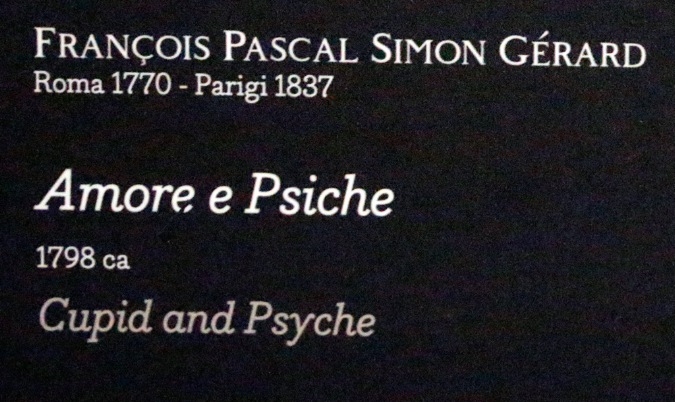 FRANÇOIS PASCAL SIMON GÉRARD
Roma 1770 - Parigi 1837
Amore e Psiche
1798 ca
Cupid and Psyche